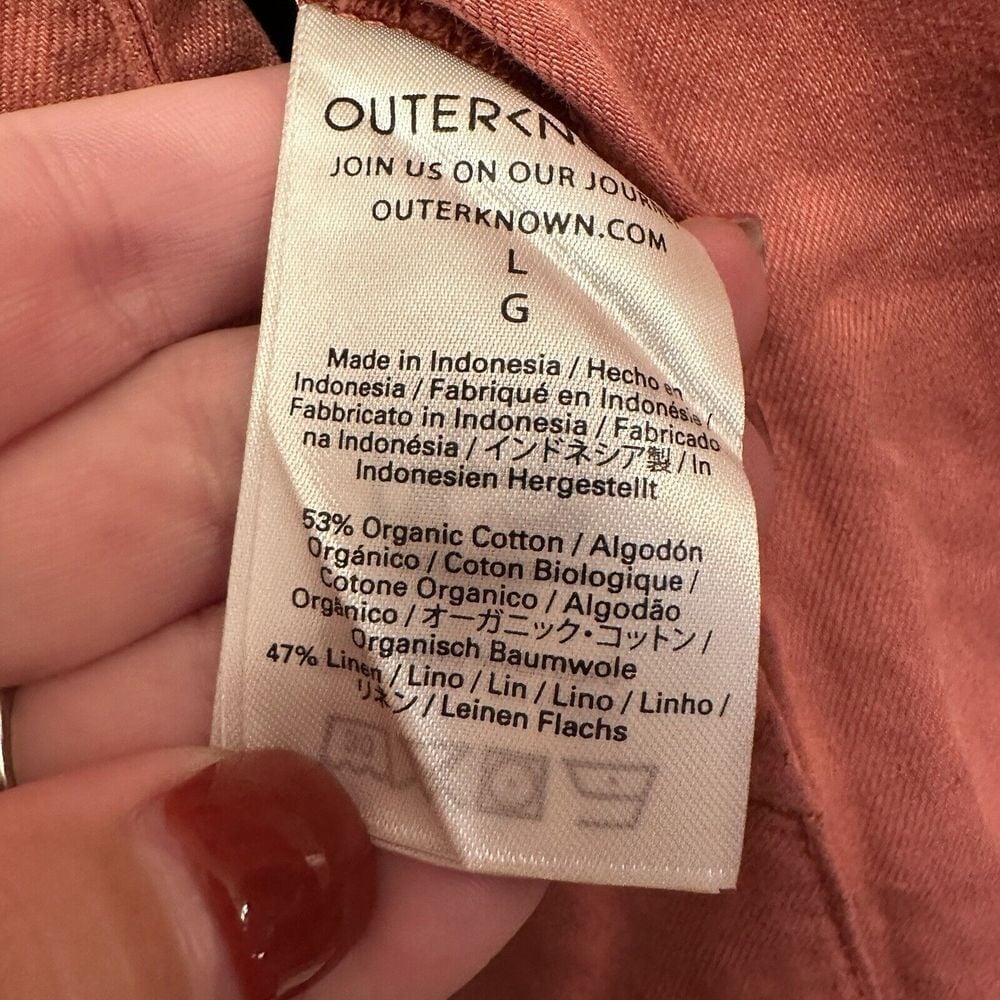 OUTER<N
JOIN US ON OUR
OUTERKNOWN.COM
L
G
Made in Indonesia / Hecho en
Indonesia / Fabriqué en Indonésie /
Fabbricato in Indonesia / Fabricado
na Indonésia / インドネシア製 / In
Indonesien Hergestellt
53% Organic Cotton / Algodón
Orgánico / Coton Biologique /
Cotone Organico / Algodão
Orgânico / オーガニック・コットン /
Organisch Baumwole
47% Linen / Lino / Lin / Lino / Linho /
リネン / Leinen Flachs